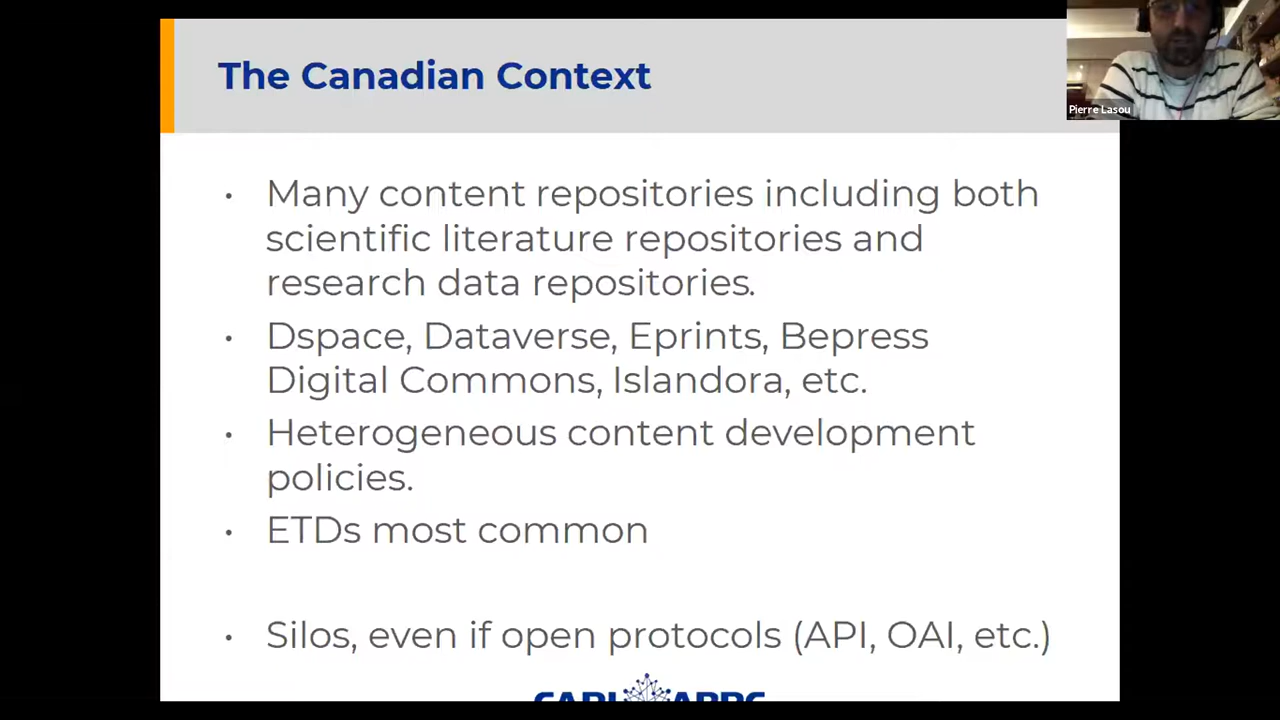 The Canadian Context
Pierre Lasou
• Many content repositories including both
scientific literature repositories and
research data repositories.
• Dspace, Dataverse, Eprints, Bepress
Digital Commons, Islandora, etc.
• Heterogeneous content development
policies.
• ETDs most common
• Silos, even if open protocols (API, OAI, etc.)
CARL ABRC